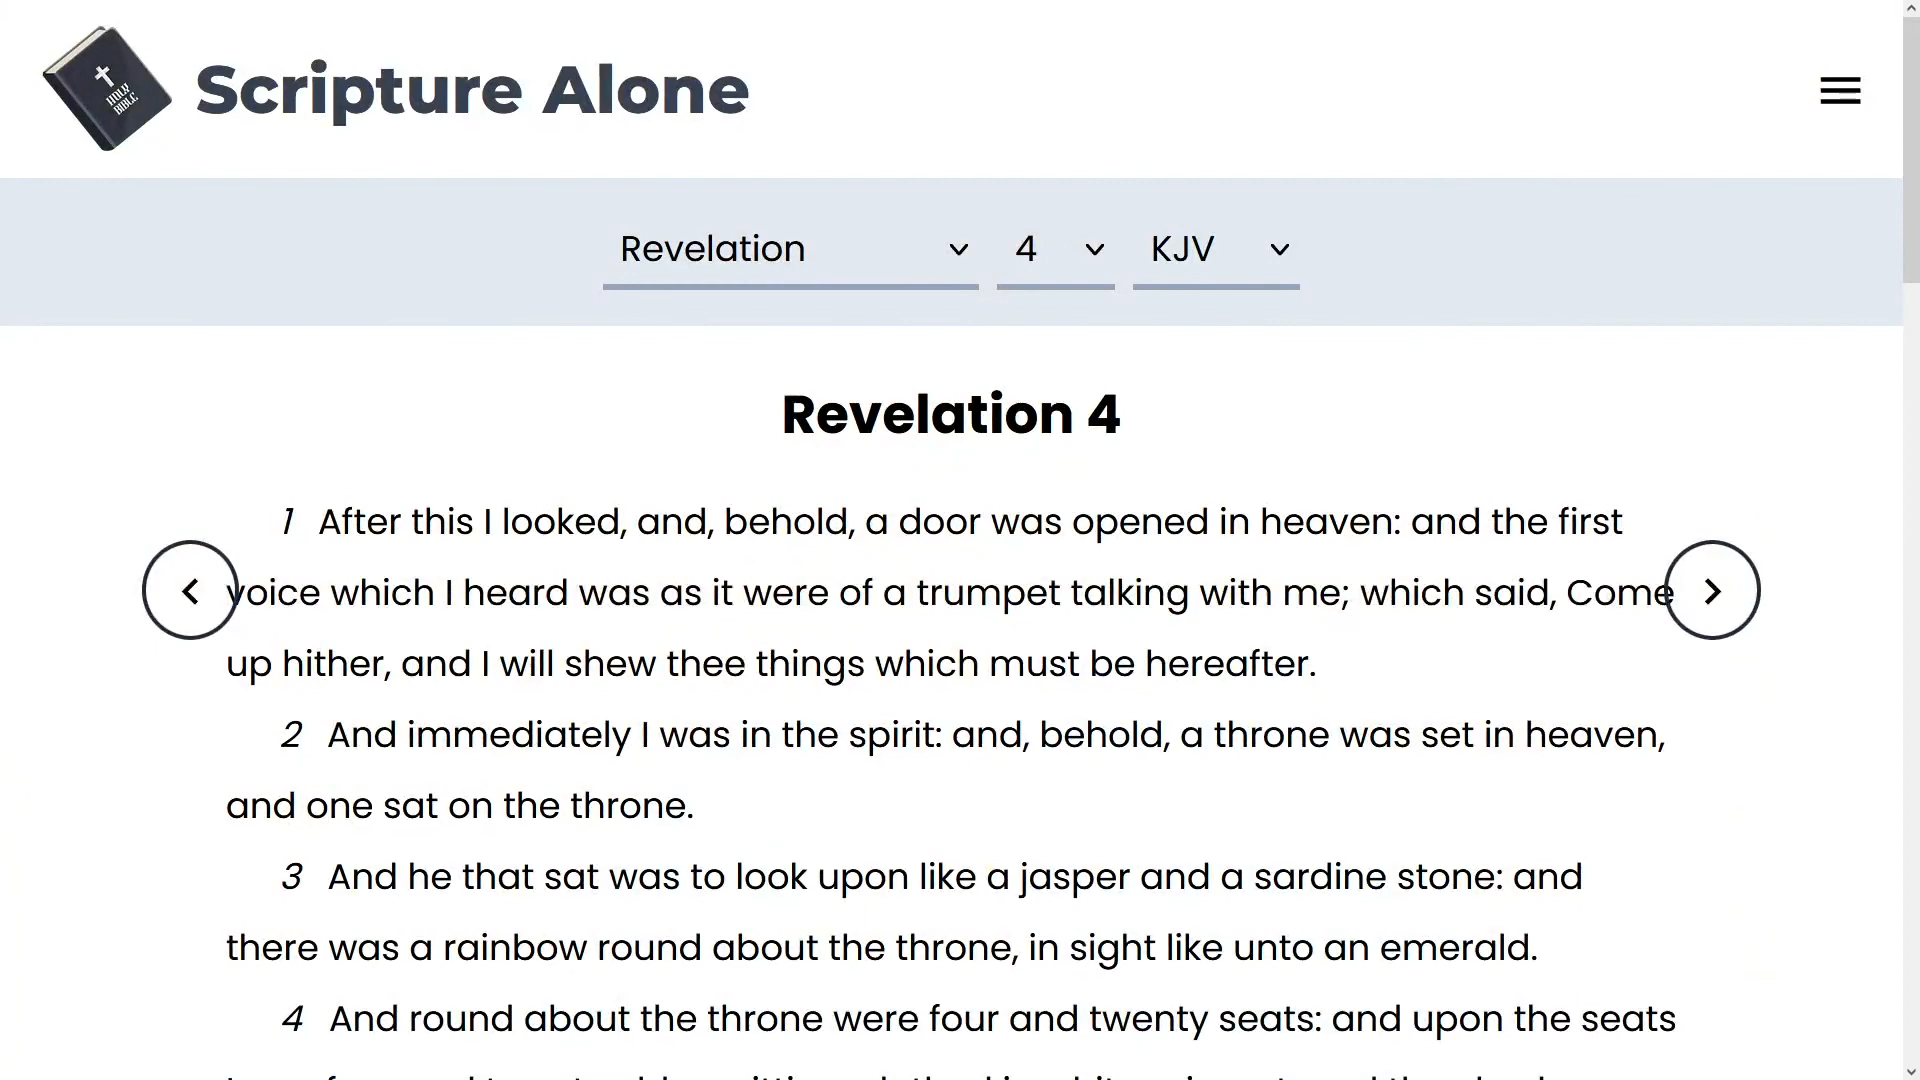 HOLY
BIBLE
Scripture Alone
Revelation 4 KJV
Revelation 4
1 After this I looked, and, behold, a door was opened in heaven: and the first
voice which I heard was as it were of a trumpet talking with me; which said, Come
up hither, and I will shew thee things which must be hereafter.
2 And immediately I was in the spirit: and, behold, a throne was set in heaven,
and one sat on the throne.
3 And he that sat was to look upon like a jasper and a sardine stone: and
there was a rainbow round about the throne, in sight like unto an emerald.
4 And round about the throne were four and twenty seats: and upon the seats